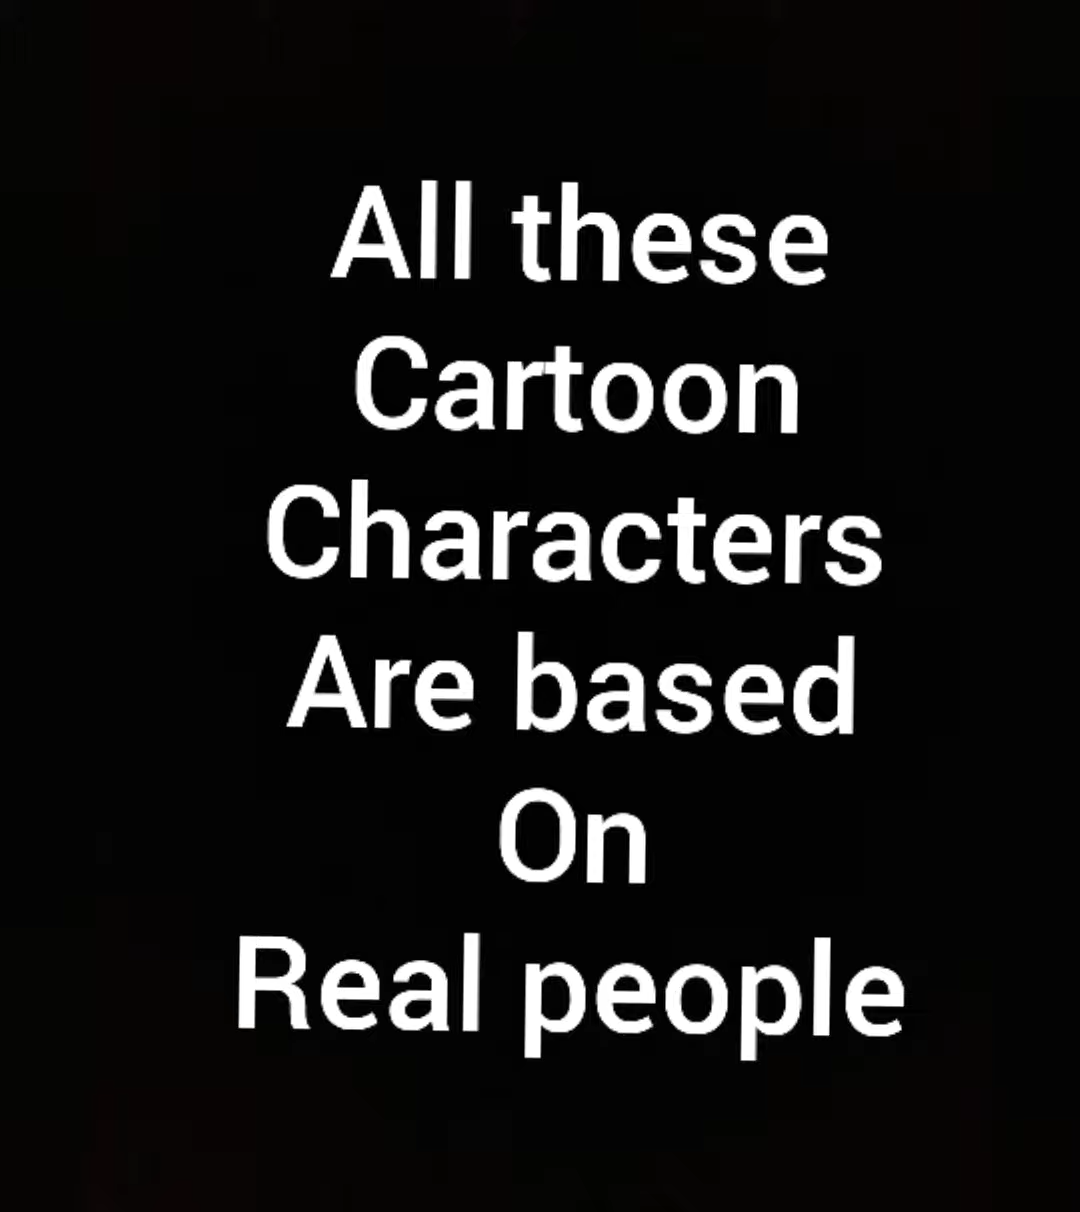 All these
Cartoon
Characters
Are based
On
Real people